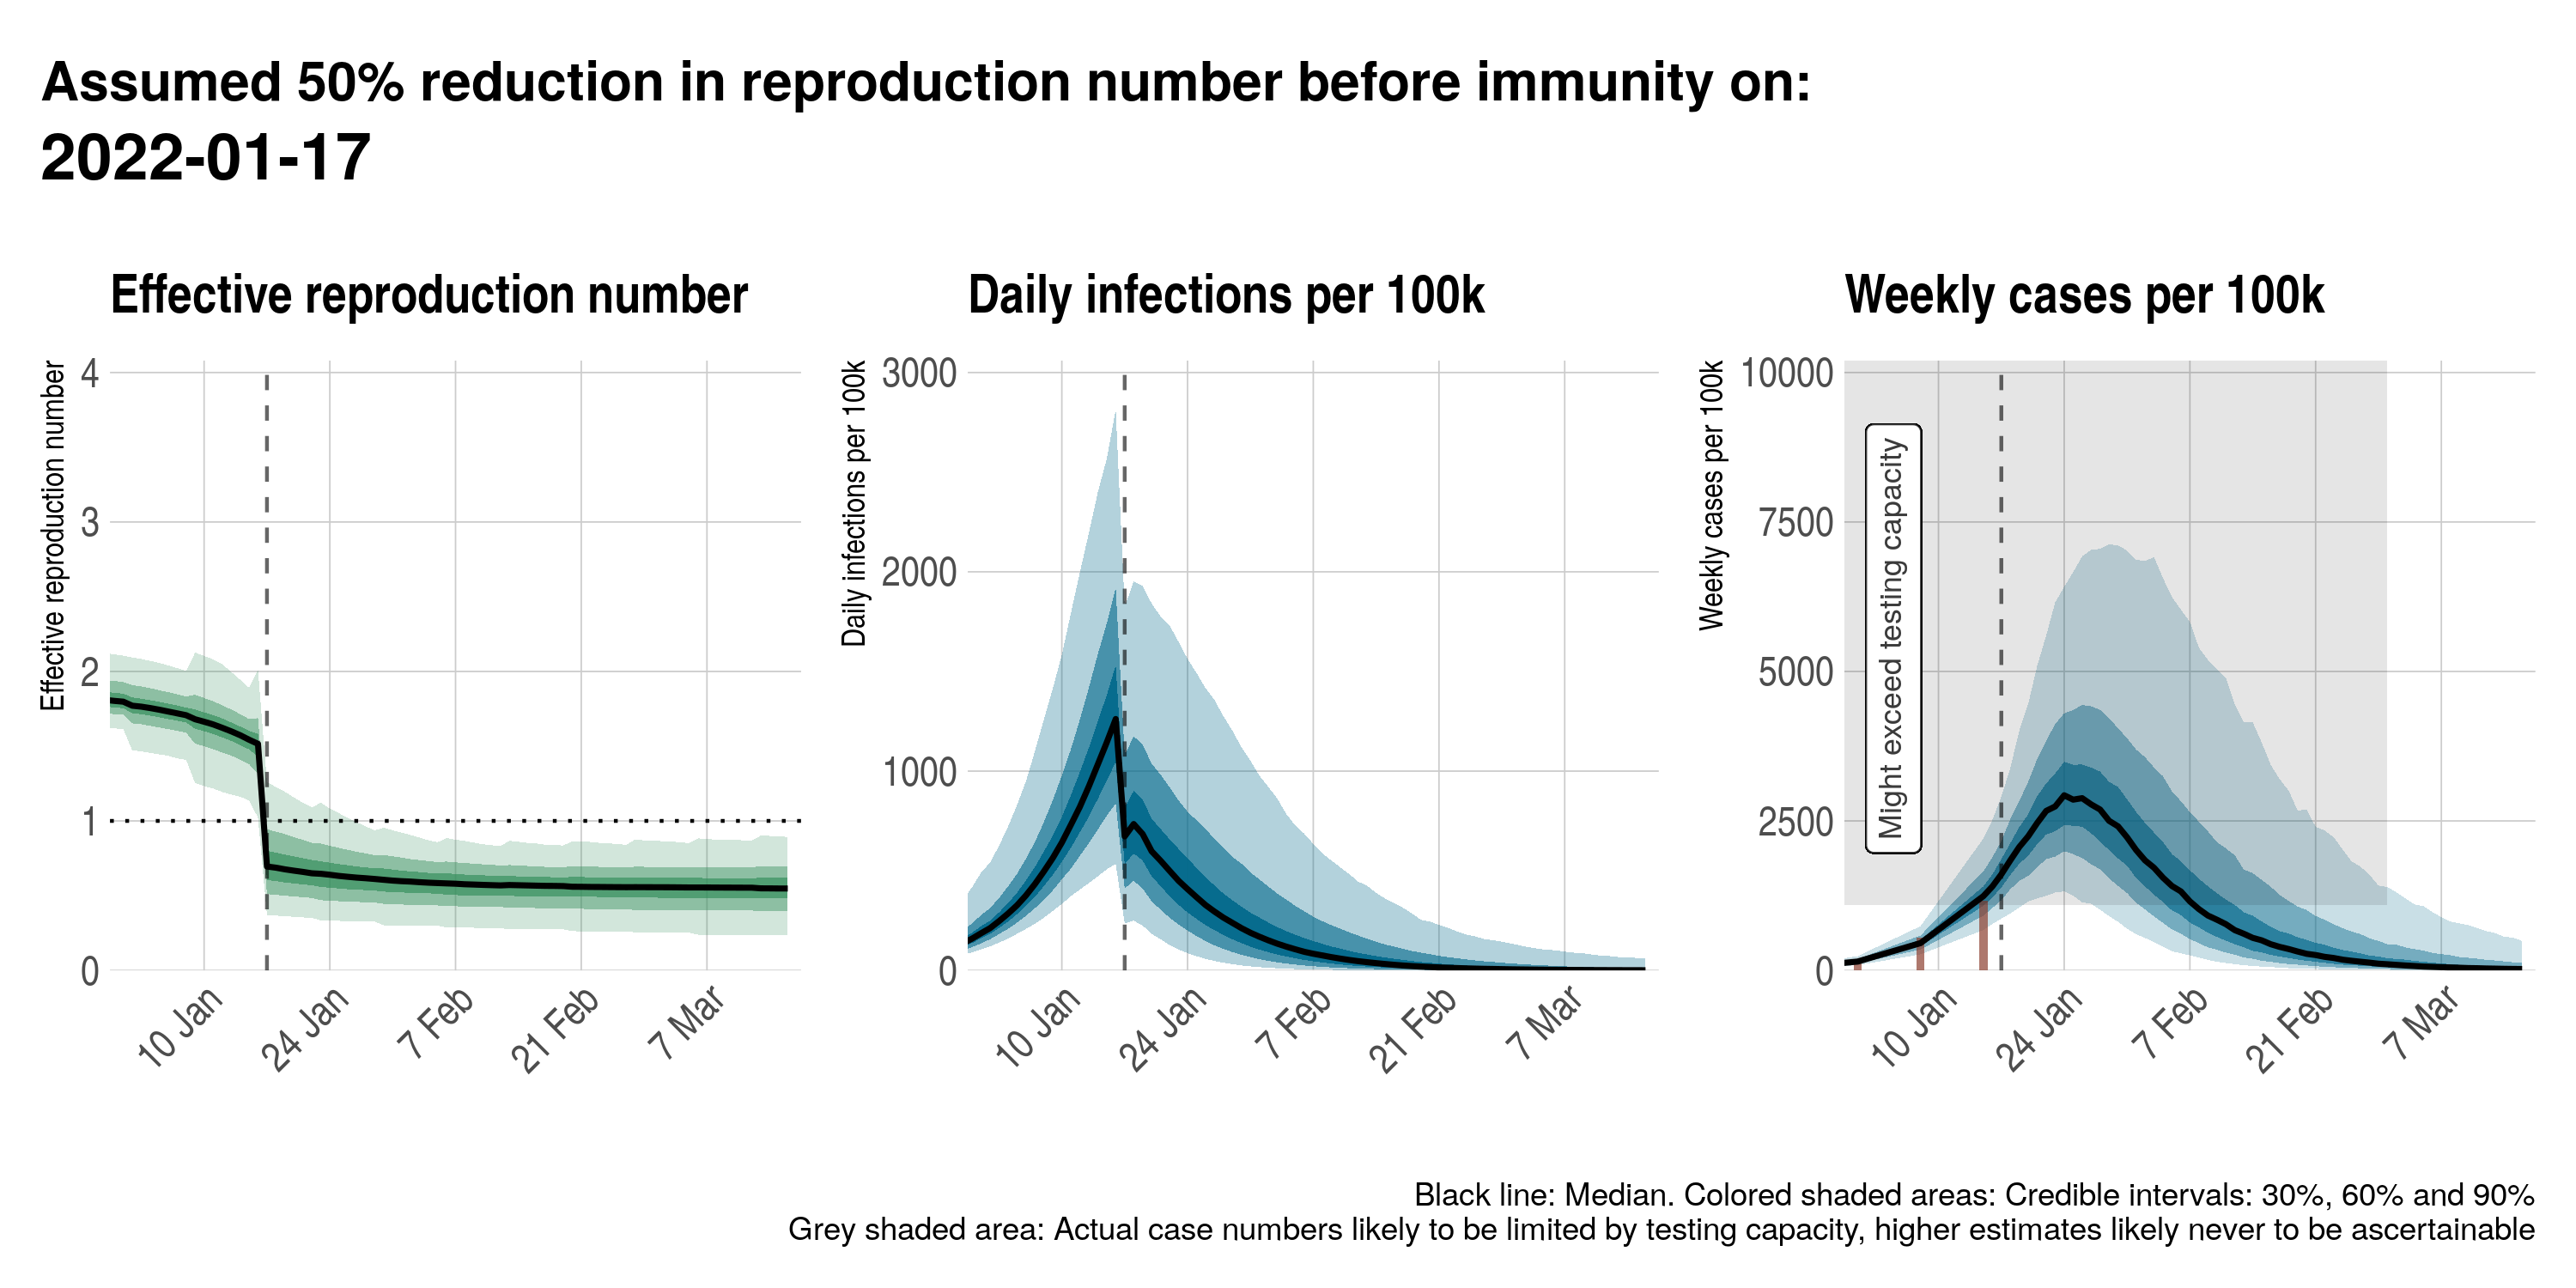 Assumed 50% reduction in reproduction number before immunity on:
2022-01-17
Effective reproduction number
Effective reproduction number
4
3
2
1
0
10 Jan
24 Jan
7 Feb
21 Feb
7 Mar
Daily infections per 100k
Daily infections per 100k
3000
2000
1000
0
10 Jan
24 Jan
7 Feb
21 Feb
7 Mar
Weekly cases per 100k
Weekly cases per 100k
10000
7500
5000
2500
0
Might exceed testing capacity
10 Jan
24 Jan
7 Feb
21 Feb
7 Mar
Black line: Median. Colored shaded areas: Credible intervals: 30%, 60% and 90%
Grey shaded area: Actual case numbers likely to be limited by testing capacity, higher estimates likely never to be ascertainable